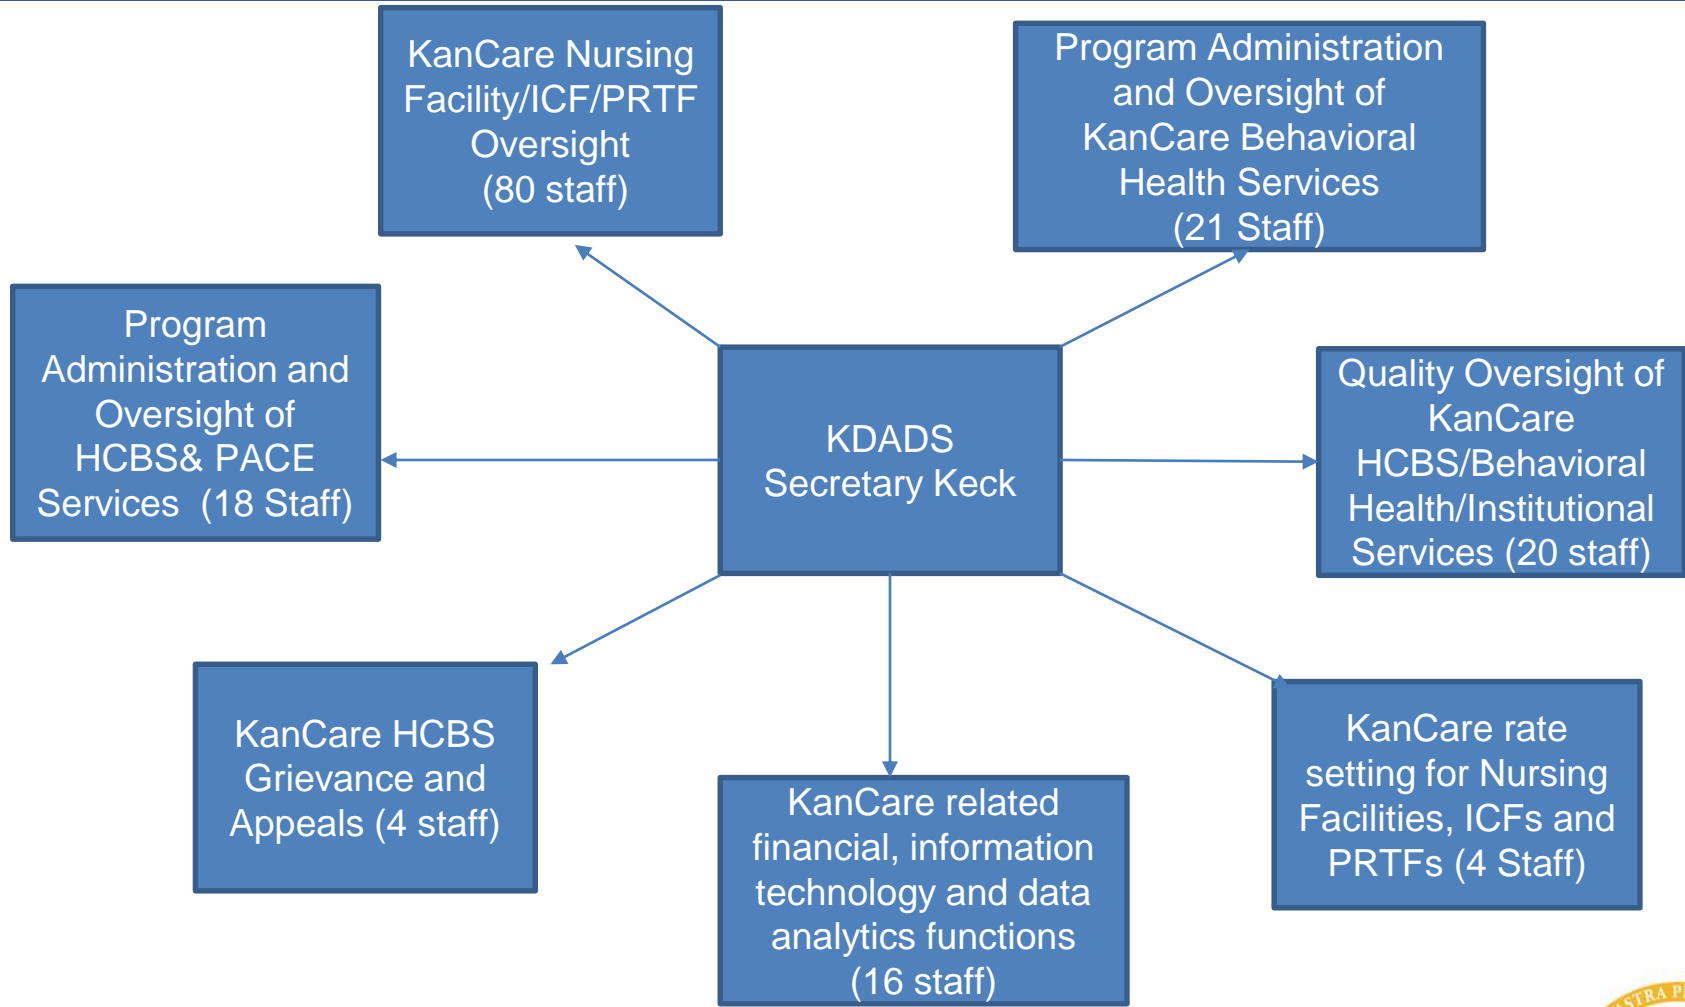 KanCare Nursing
Facility/ICF/PRTF
Oversight
(80 staff)
Program Administration
and Oversight of
KanCare Behavioral
Health Services
(21 Staff)
Program
Administration and
Oversight of
HCBS& PACE
Services (18 Staff)
KDADS
Secretary Keck
Quality Oversight of
KanCare
HCBS/Behavioral
Health/Institutional
Services (20 staff)
KanCare HCBS
Grievance and
Appeals (4 staff)
KanCare related
financial, information
technology and data
analytics functions
(16 staff)
KanCare rate
setting for Nursing
Facilities, ICFs and
PRTFs (4 Staff)